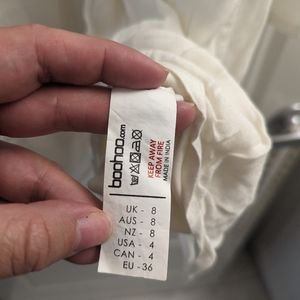 boohoo.com
KEEP AWAY
FROM FIRE
MADE IN INDIA
UK - 8
AUS - 8
NZ - 8
USA - 4
CAN - 4
EU - 36